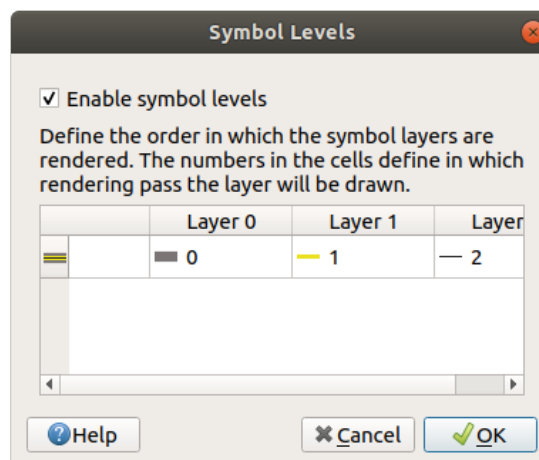 Symbol Levels
Enable symbol levels
Define the order in which the symbol layers are
rendered. The numbers in the cells define in which
rendering pass the layer will be drawn.
Layer 0 Layer 1 Layer
0 1 2
Help Cancel OK